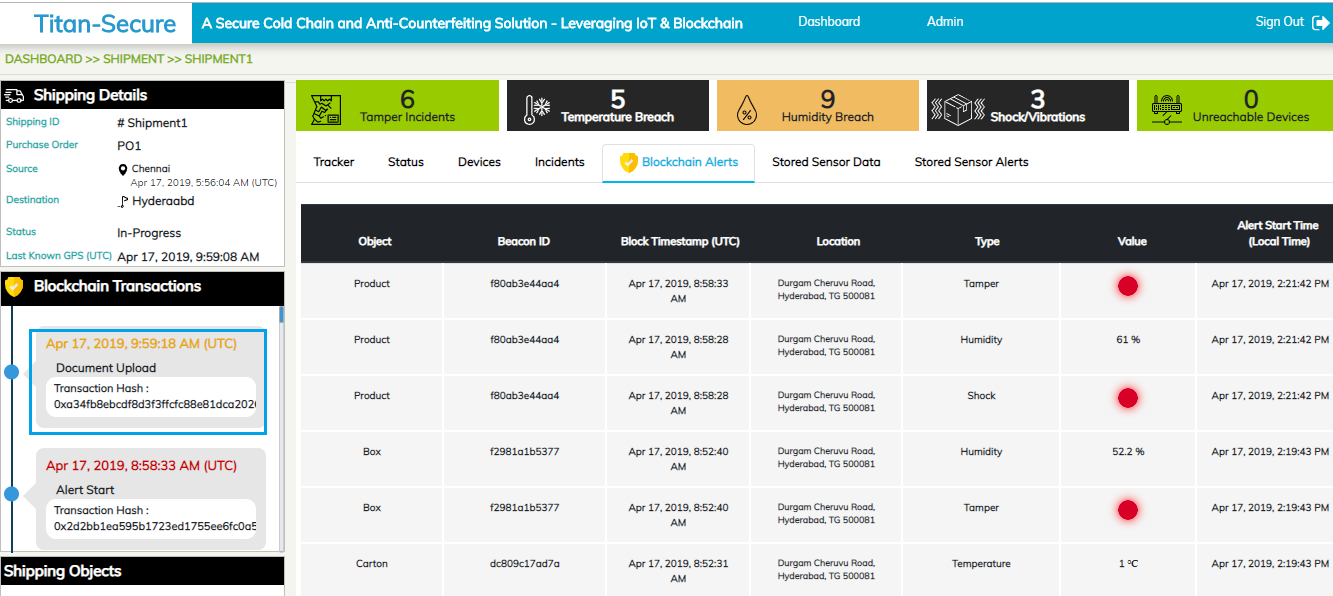 Titan-Secure
A Secure Cold Chain and Anti-Counterfeiting Solution - Leveraging IoT & Blockchain
Dashboard
Admin
Sign Out
DASHBOARD >> SHIPMENT >> SHIPMENT1
Shipping Details
Shipping ID # Shipment1
Purchase Order PO1
Source Chennai
Apr 17, 2019, 5:56:04 AM (UTC)
Destination Hyderaabd
Status In-Progress
Last Known GPS (UTC) Apr 17, 2019, 9:59:08 AM
Blockchain Transactions
Apr 17, 2019, 9:59:18 AM (UTC)
Document Upload
Transaction Hash :
0xa34fb8ebcdf8d3f3ffcfc88e81dca202
Apr 17, 2019, 8:58:33 AM (UTC)
Alert Start
Transaction Hash :
0x2d2bb1ea595b1723ed1755ee6fc0a5
Shipping Objects
6
Tamper Incidents
5
Temperature Breach
9
Humidity Breach
3
Shock/Vibrations
0
Unreachable Devices
Tracker Status Devices Incidents Blockchain Alerts Stored Sensor Data Stored Sensor Alerts
Object Beacon ID Block Timestamp (UTC) Location Type Value Alert Start Time
(Local Time)
Product f80ab3e44aa4 Apr 17, 2019, 8:58:33 Durgam Cheruvu Road, Tamper Apr 17, 2019, 2:21:42 PM
AM Hyderabad, TG 500081
Product f80ab3e44aa4 Apr 17, 2019, 8:58:28 Durgam Cheruvu Road, Humidity 61 % Apr 17, 2019, 2:21:42 PM
AM Hyderabad, TG 500081
Product f80ab3e44aa4 Apr 17, 2019, 8:58:28 Durgam Cheruvu Road, Shock Apr 17, 2019, 2:21:42 PM
AM Hyderabad, TG 500081
Box f2981a1b5377 Apr 17, 2019, 8:52:40 Durgam Cheruvu Road, Humidity 52.2 % Apr 17, 2019, 2:19:43 PM
AM Hyderabad, TG 500081
Box f2981a1b5377 Apr 17, 2019, 8:52:40 Durgam Cheruvu Road, Tamper Apr 17, 2019, 2:19:43 PM
AM Hyderabad, TG 500081
Carton dc809c17ad7a Apr 17, 2019, 8:52:31 Durgam Cheruvu Road, Temperature 1 °C Apr 17, 2019, 2:19:43 PM
AM Hyderabad, TG 500081